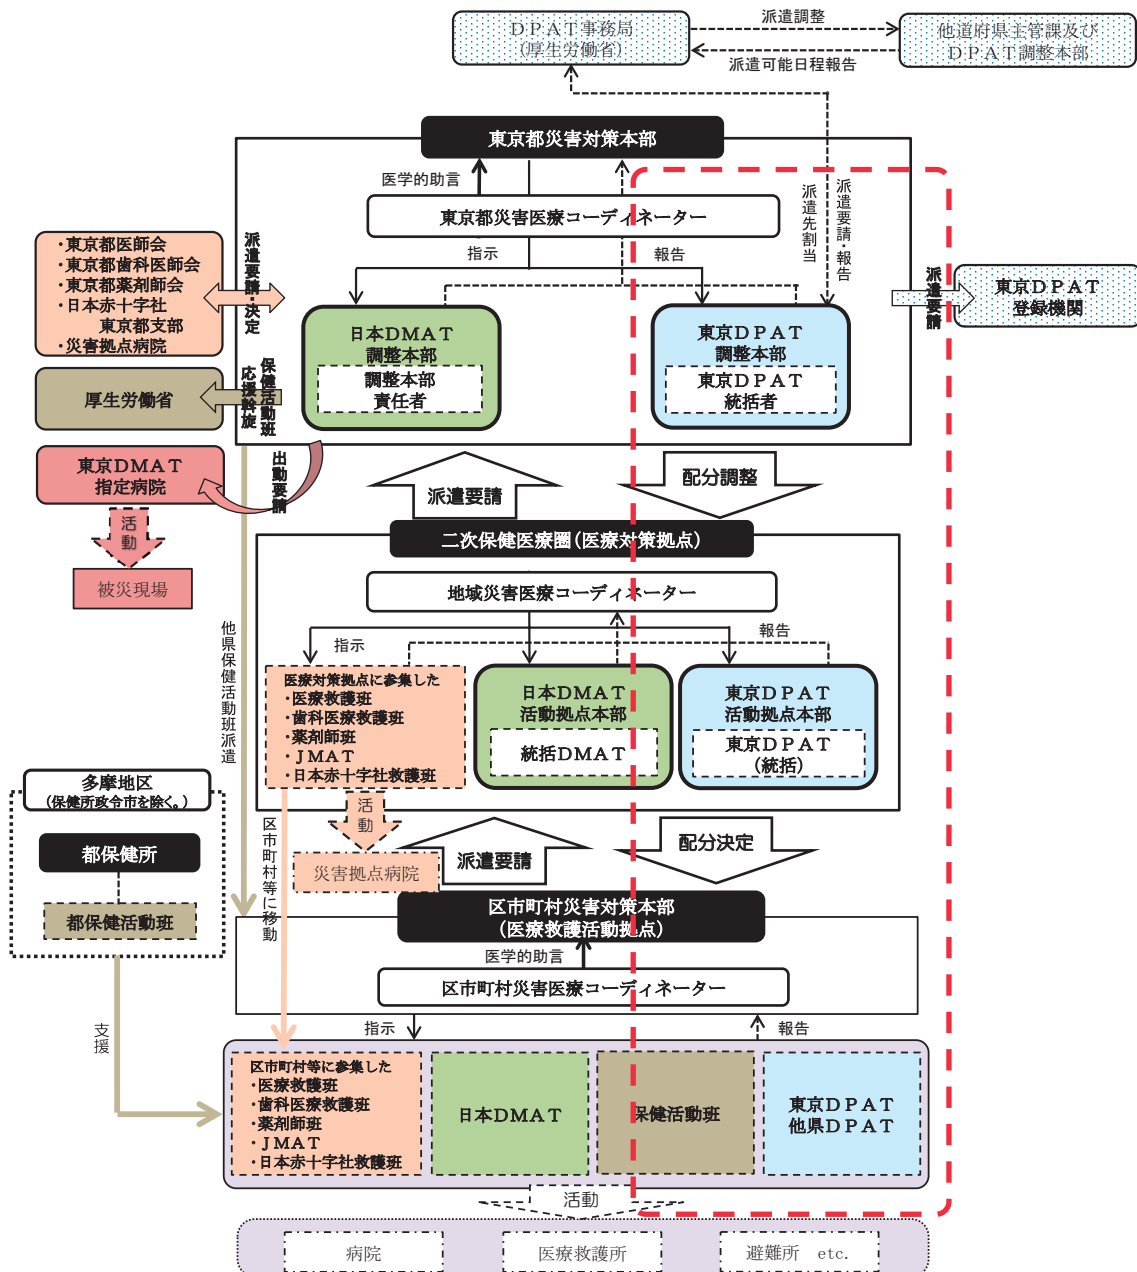 DPAT事務局
(厚生労働省)
派遣調整
派遣可能日程報告
他道府県主管課及び
DPAT調整本部
東京都災害対策本部
医学的助言
東京都災害医療コーディネーター
指示
報告
派遣先割当
派遣要請・報告
・東京都医師会
・東京都歯科医師会
・東京都薬剤師会
・日本赤十字社
東京都支部
・災害拠点病院
派遣要請・決定
日本DMAT
調整本部
調整本部
責任者
東京DPAT
調整本部
東京DPAT
統括者
派遣要請
東京DPAT
登録機関
厚生労働省
保健活動班
応援幹旋
東京DMAT
指定病院
出動要請
活動
被災現場
派遣要請
配分調整
二次保健医療圏(医療対策拠点)
地域災害医療コーディネーター
指示
報告
他県保健活動班派遣
医療対策拠点に参集した
・医療救護班
・歯科医療救護班
・薬剤師班
・JMAT
・日本赤十字社救護班
日本DMAT
活動拠点本部
統括DMAT
東京DPAT
活動拠点本部
東京DPAT
(統括)
多摩地区
(保健所政令市を除く。)
都保健所
都保健活動班
支援
区市町村等に移動
活動
災害拠点病院
派遣要請
配分決定
区市町村災害対策本部
(医療救護活動拠点)
医学的助言
区市町村災害医療コーディネーター
指示
報告
区市町村等に参集した
・医療救護班
・歯科医療救護班
・薬剤師班
・JMAT
・日本赤十字社救護班
日本DMAT
保健活動班
東京DPAT
他県DPAT
活動
病院
医療救護所
避難所 etc.